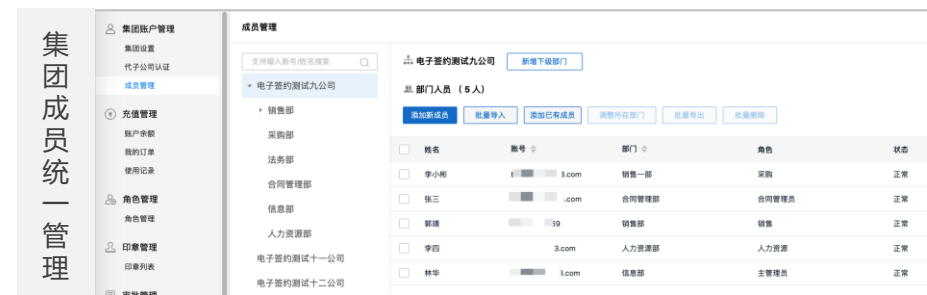 集团成员统一管理
集团账户管理
集团设置
代子公司认证
成员管理
充值管理
账户余额
我的订单
使用记录
角色管理
角色管理
印章管理
印章列表
成员管理
支持输入账号/姓名搜索
电子签约测试九公司
销售部
采购部
法务部
合同管理部
信息部
人力资源部
电子签约测试十一公司
电子签约测试十二公司
电子签约测试九公司 新增下级部门
部门人员 （5人）
添加新成员 批量导入 添加已有成员 调整所在部门 批量导出 批量删除
姓名 账号 部门 角色 状态
李小彬 3.com 销售一部 采购 正常
张三 .com 合同管理部 合同管理员 正常
郭靖 59 销售部 销售 正常
李四 3.com 人力资源部 人力资源 正常
林华 3.com 信息部 主管理员 正常